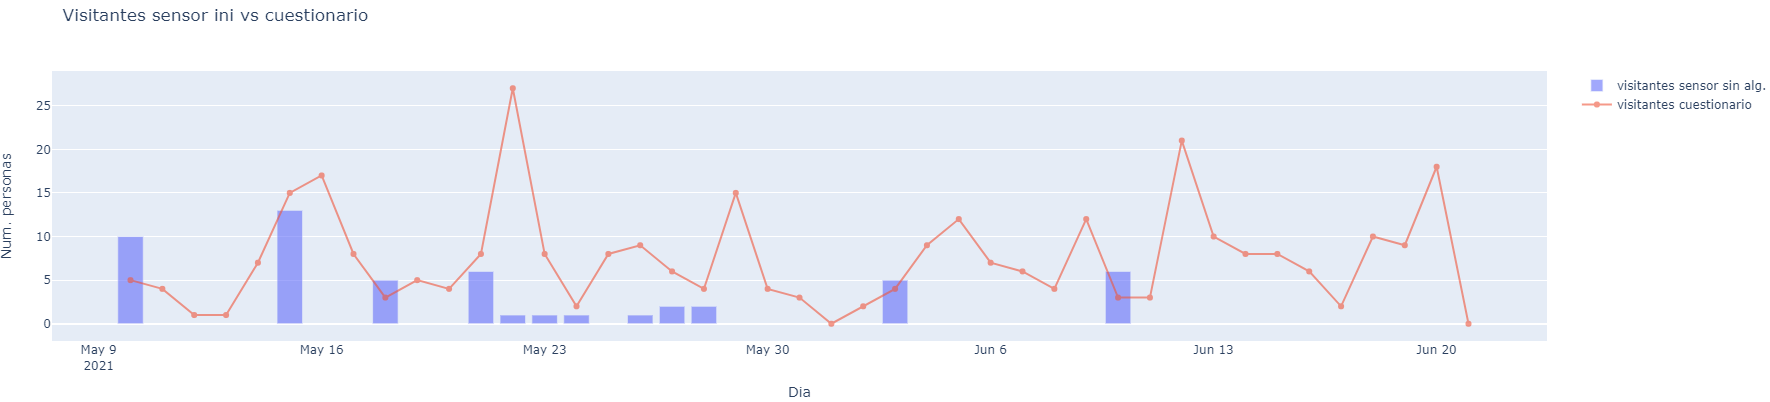 Visitantes sensor ini vs cuestionario
visitantes sensor sin alg.
visitantes cuestionario
Num. personas
25
20
15
10
5
0
May 9
2021
May 16
May 23
May 30
Jun 6
Jun 13
Jun 20
Dia